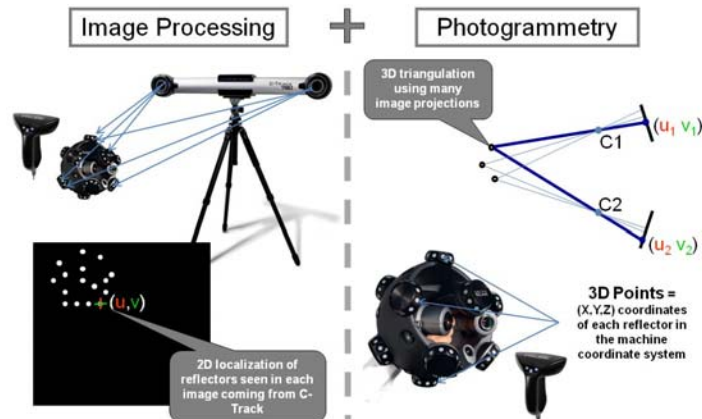 Image Processing
+
Photogrammetry
3D triangulation
using many
image projections
(u1 v1)
C1
C2
(u2 v2)
(u,v)
2D localization of
reflectors seen in each
image coming from C-
Track
3D Points =
(X,Y,Z) coordinates
of each reflector in
the machine
coordinate system